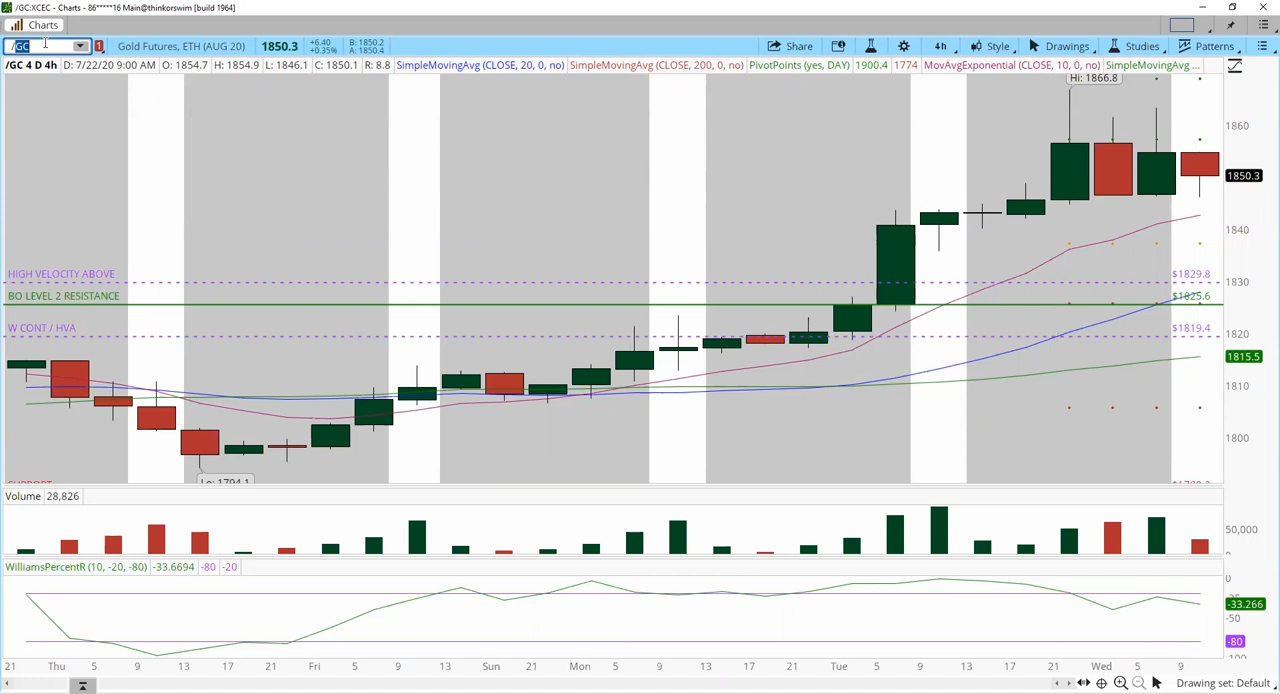 /GC:XCEC - Charts - 86*****16 Main@thinkorswim [build 1964]
Charts
/GC 1 Gold Futures, ETH (AUG 20) 1850.3 +6.40 +0.35% B: 1850.2 A: 1850.4 Share 4h Style Drawings Studies Patterns
/GC 4 D 4h D: 7/22/20 9:00 AM O: 1854.7 H: 1854.9 L: 1846.1 C: 1850.1 R: 8.8 SimpleMovingAvg (CLOSE, 20, 0, no) SimpleMovingAvg (CLOSE, 200, 0, no) PivotPoints (yes, DAY) 1900.4 1774 MovAvgExponential (CLOSE, 10, 0, no) SimpleMovingAvg ...
Hi: 1866.8
1860
1850.3
1840
HIGH VELOCITY ABOVE $1829.8
1830
BO LEVEL 2 RESISTANCE $1825.6
W CONT / HVA $1819.4
1820
1815.5
1810
1800
Lo: 1794.1
Volume 28,826
50,000
WilliamsPercentR (10, -20, -80) -33.6694 -80 -20
0
-33.266
-50
-80
21 Thu 5 9 13 17 21 Fri 5 9 Sun 5 Mon 5 9 13 17 21 Tue 5 9 13 17 21 Wed 5 9
Drawing set: Default